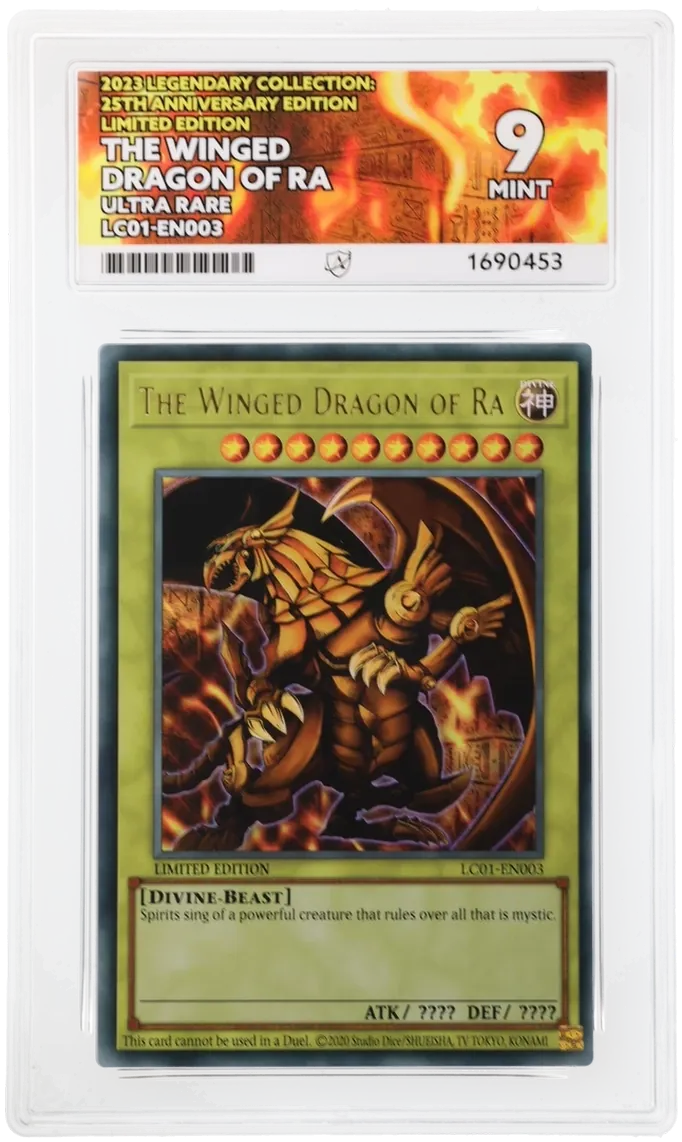 2023 LEGENDARY COLLECTION:
25TH ANNIVERSARY EDITION
LIMITED EDITION
THE WINGED
DRAGON OF RA
ULTRA RARE
LC01-EN003
9
MINT
1690453
THE WINGED DRAGON OF RA
DIVINE
神
LIMITED EDITION LC01-EN003
[DIVINE-BEAST]
Spirits sing of a powerful creature that rules over all that is mystic.
ATK/ ???? DEF/ ????
This card cannot be used in a Duel. ©2020 Studio Dice/SHUEISHA, TV TOKYO, KONAMI